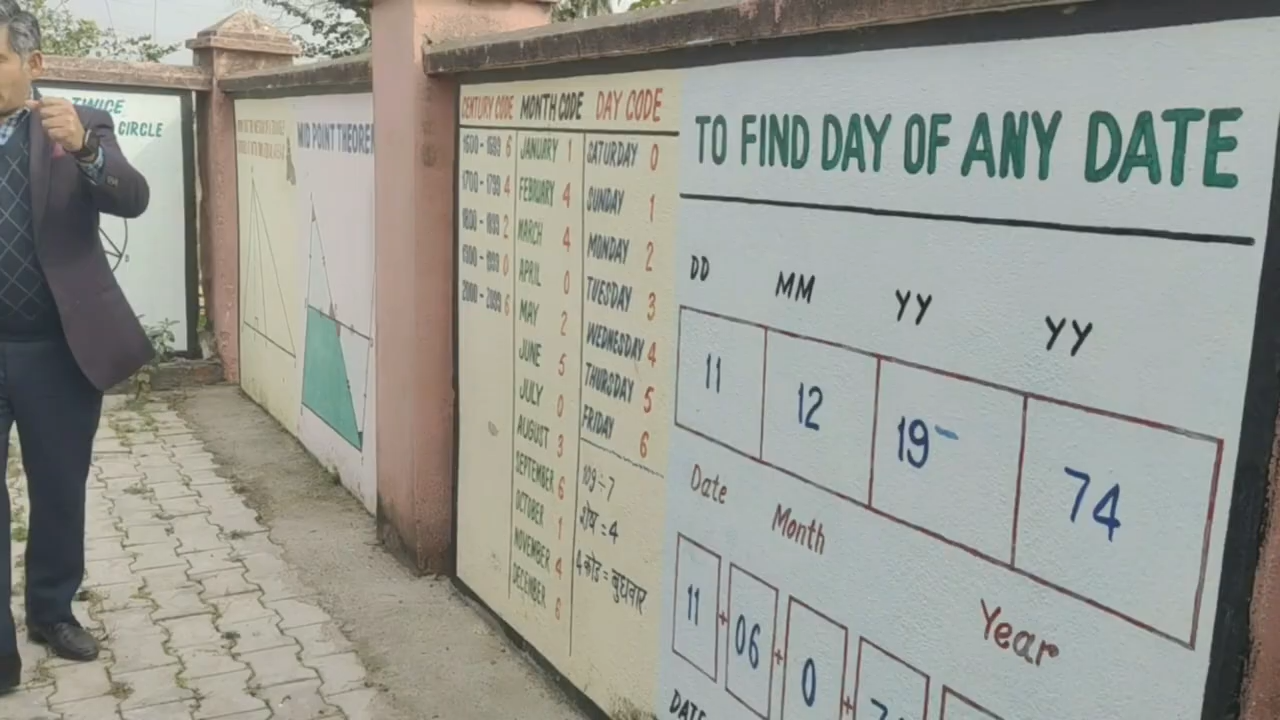 TWICE
CIRCLE
MID POINT THEOREM
CENTURY CODE MONTH CODE DAY CODE
1600 - 1699 6
1700 - 1799 4
1800 - 1899 2
1900 - 1999 0
2000 - 2099 6
JANUARY 1
FEBRUARY 4
MARCH 4
APRIL 0
MAY 2
JUNE 5
JULY 0
AUGUST 3
SEPTEMBER 6
OCTOBER 1
NOVEMBER 4
DECEMBER 6
SATURDAY 0
SUNDAY 1
MONDAY 2
TUESDAY 3
WEDNESDAY 4
THURSDAY 5
FRIDAY 6
109÷7
शेष = 4
4 कोड = बुधवार
TO FIND DAY OF ANY DATE
DD MM YY YY
11 12 19 74
Date Month Year
11 + 06 + 0 +
DATE